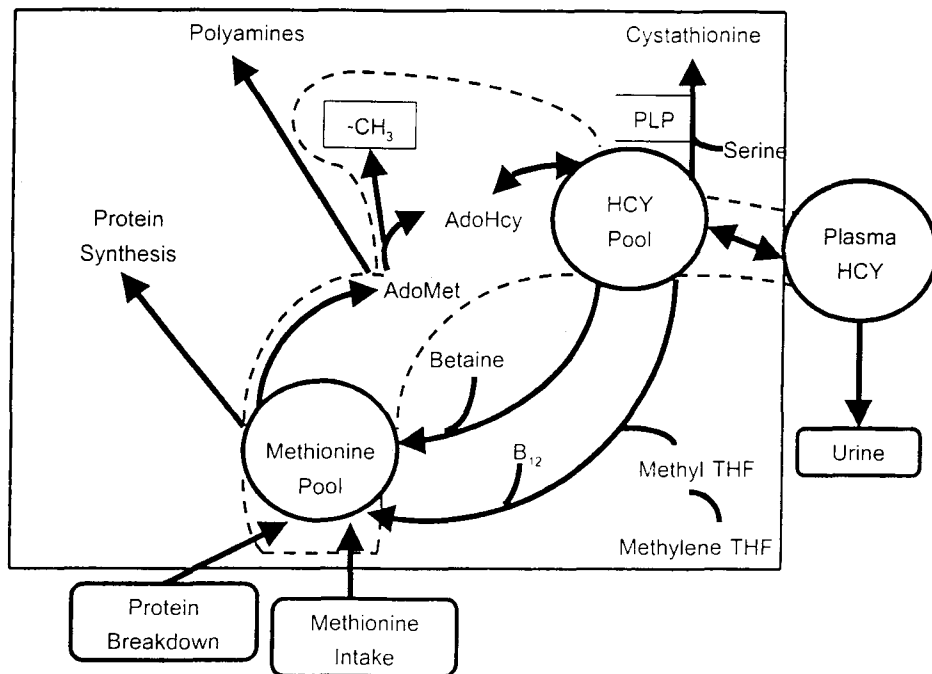 Polyamines
Cystathionine
-CH₃
PLP
Serine
AdoHcy
HCY
Pool
Protein
Synthesis
Plasma
HCY
AdoMet
Betaine
Methionine
Pool
B₁₂
Methyl THF
Urine
Methylene THF
Protein
Breakdown
Methionine
Intake